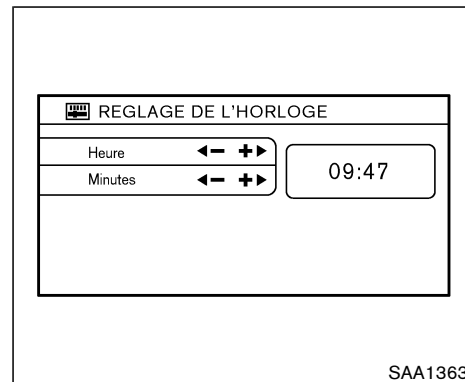 REGLAGE DE L'HORLOGE
Heure
Minutes
09:47
SAA1363